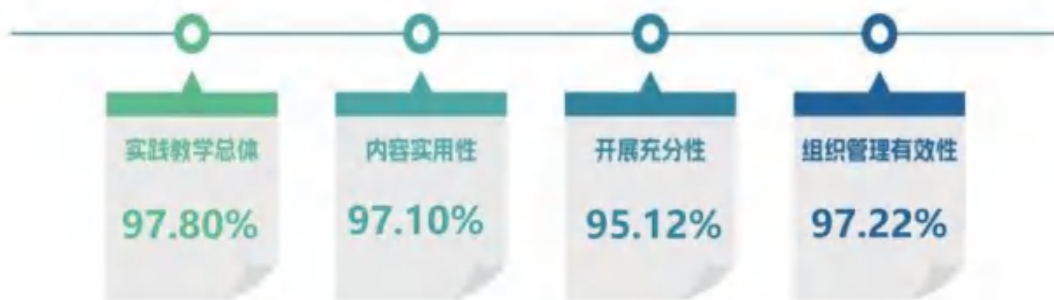 实践教学总体
97.80%
内容实用性
97.10%
开展充分性
95.12%
组织管理有效性
97.22%